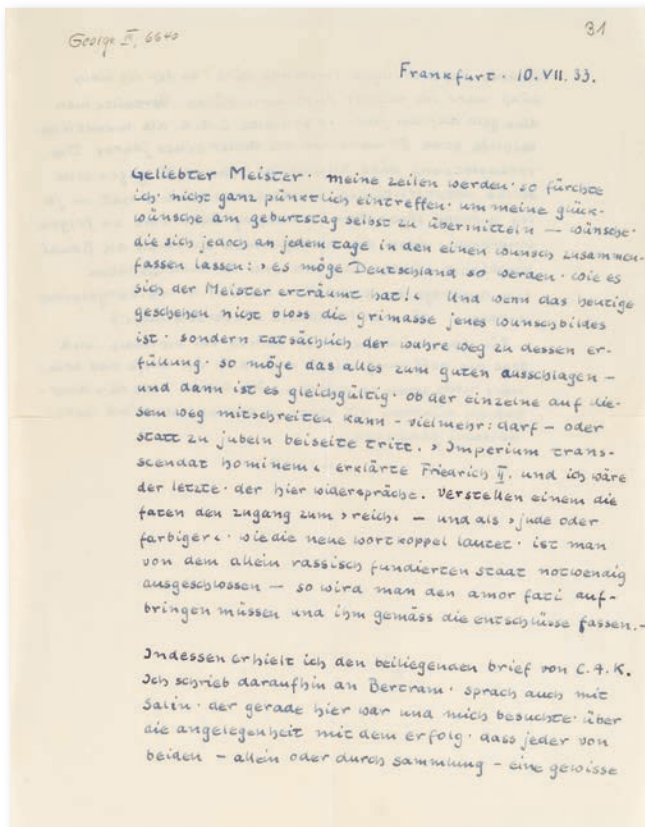 George III, 6640
31
Frankfurt · 10. VII. 33.
Geliebter Meister · meine zeilen werden · so fürchte
ich · nicht ganz pünktlich eintreffen · um meine glück-
wünsche am geburtstag selbst zu übermitteln — wünsche ·
die sich jedoch an jedem tage in den einen wunsch zusammen-
fassen lassen: › es möge Deutschland so werden · wie es
sich der Meister erträumt hat! ‹ Und wenn das heutige
geschehen nicht bloss die grimasse jenes wunschbildes
ist · sondern tatsächlich der wahre weg zu dessen er-
füllung · so möge das alles zum guten ausschlagen —
und dann ist es gleichgültig · ob der einzelne auf die-
sem weg mitschreiten kann – vielmehr: darf – oder
statt zu jubeln beiseite tritt. › Imperium trans-
scendat hominem ‹ erklärte Friedrich II. und ich wäre
der letzte · der hier widerspräche. Verstellen einem die
faten den zugang zum › reich ‹ — und als › jude oder
farbiger ‹ · wie die neue wortkoppel lautet · ist man
von dem allein rassisch fundierten staat notwendig
ausgeschlossen — so wird man den amor fati auf-
bringen müssen und ihm gemäss die entschlüsse fassen.–
Indessen erhielt ich den beiliegenden brief von C.A.K.
Ich schrieb daraufhin an Bertram · sprach auch mit
Salin · der gerade hier war und mich besuchte · über
die angelegenheit mit dem erfolg · dass jeder von
beiden – allein oder durch sammlung – eine gewisse